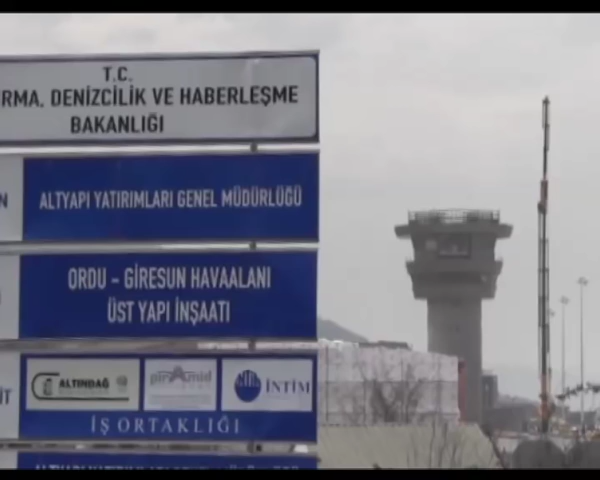 T.C.
RMA, DENİZCİLİK VE HABERLEŞME
BAKANLIĞI
N
ALTYAPI YATIRIMLARI GENEL MÜDÜRLÜĞÜ
ORDU - GİRESUN HAVAALANI
ÜST YAPI İNŞAATI
İT
ALTINDAĞ
piramid
İNTİM
İŞ ORTAKLIĞI